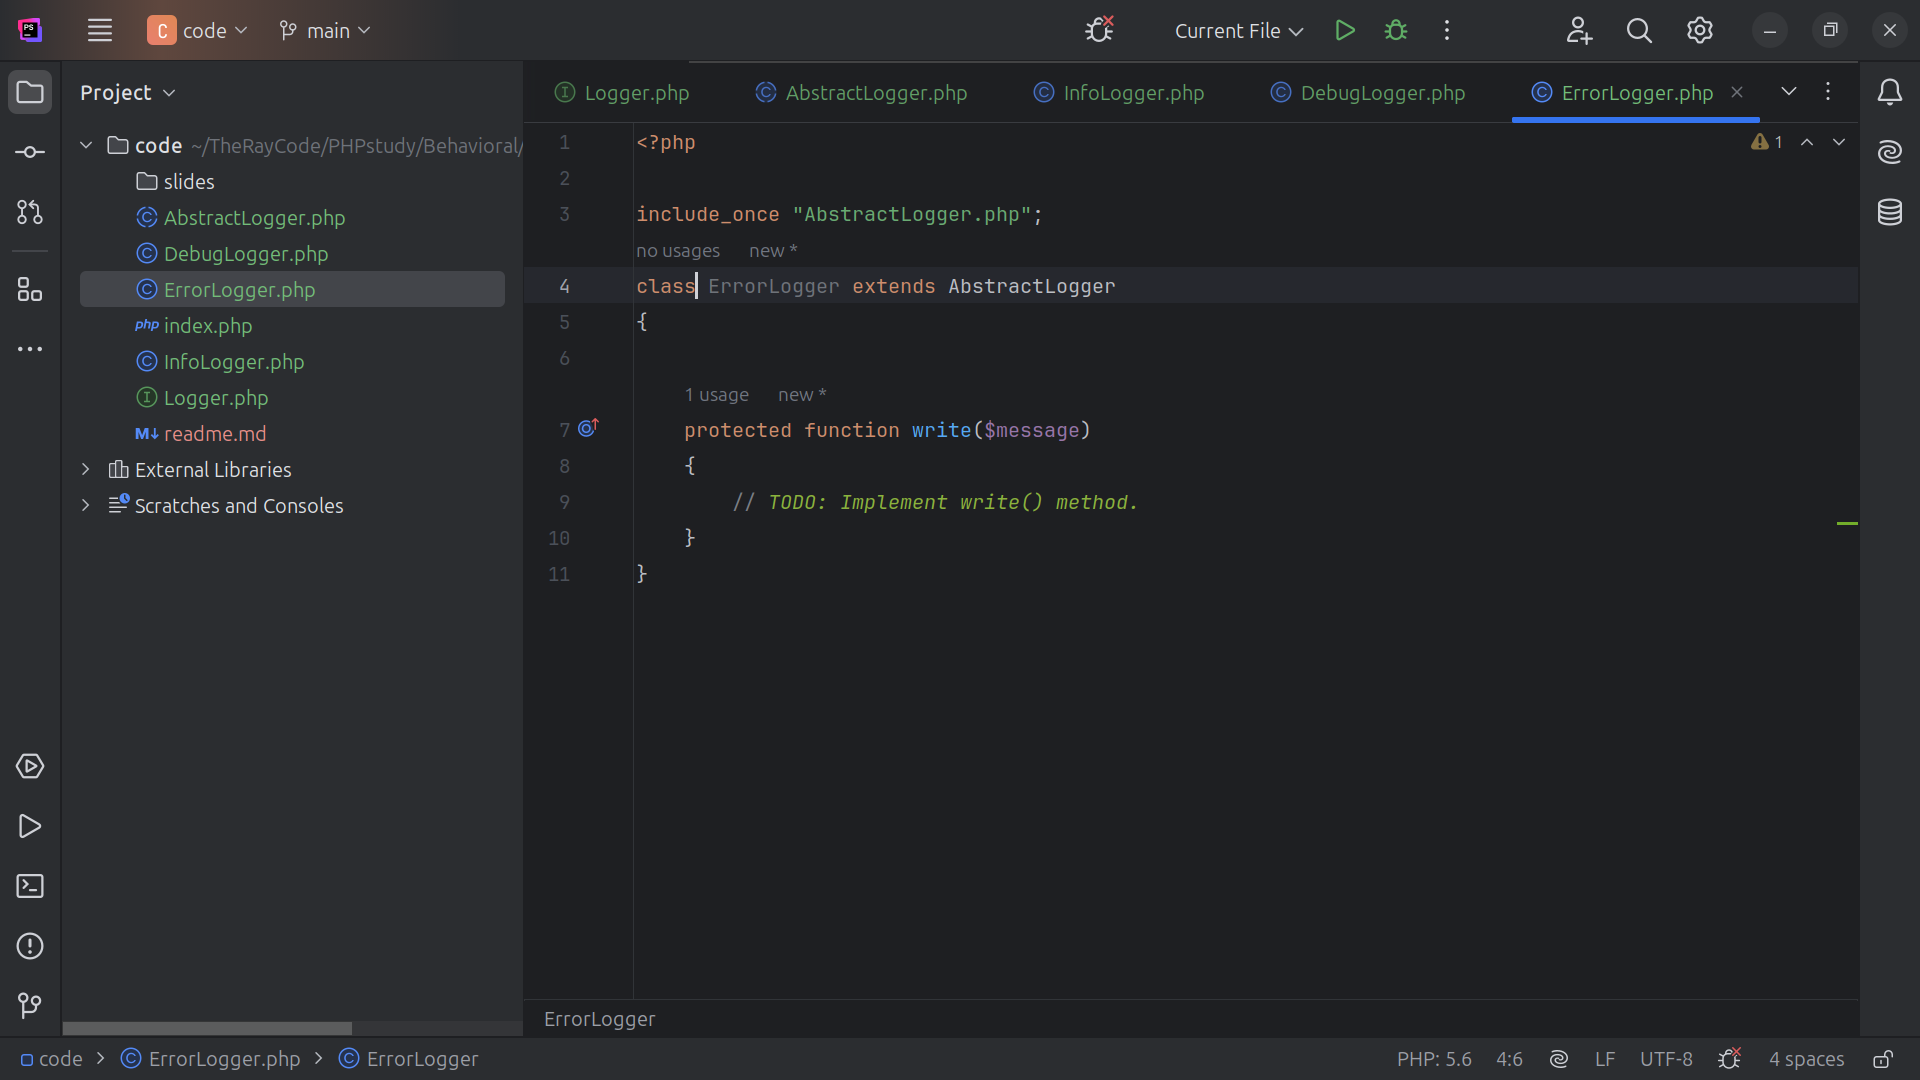 PS
C code
main
Current File
Project
code ~/TheRayCode/PHPstudy/Behavioral/
slides
AbstractLogger.php
DebugLogger.php
ErrorLogger.php
php index.php
InfoLogger.php
Logger.php
M↓ readme.md
External Libraries
Scratches and Consoles
Logger.php
AbstractLogger.php
InfoLogger.php
DebugLogger.php
ErrorLogger.php
1 <?php
1
2
3 include_once "AbstractLogger.php";
no usages new *
4 class ErrorLogger extends AbstractLogger
5 {
6
1 usage new *
7 protected function write($message)
8 {
9 // TODO: Implement write() method.
10 }
11 }
ErrorLogger
code > ErrorLogger.php > ErrorLogger
PHP: 5.6 4:6 LF UTF-8 4 spaces